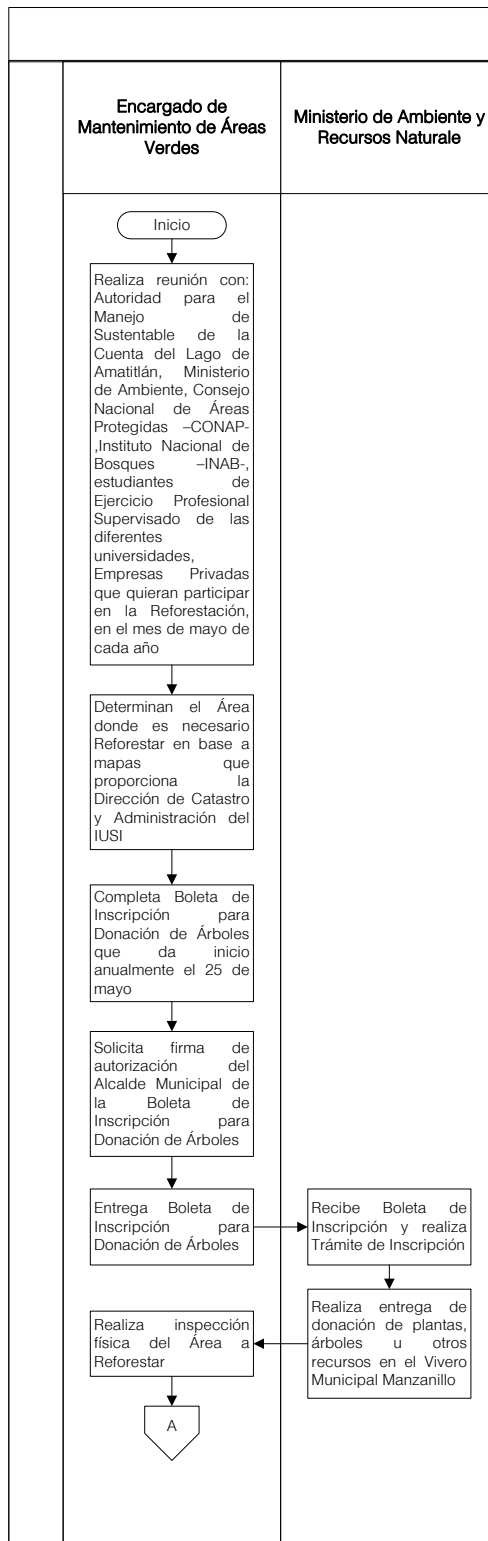 Encargado de
Mantenimiento de Áreas
Verdes
Ministerio de Ambiente y
Recursos Naturale
Inicio
Realiza reunión con:
Autoridad para el
Manejo de
Sustentable de la
Cuenta del Lago de
Amatitlán, Ministerio
de Ambiente, Consejo
Nacional de Áreas
Protegidas –CONAP-
,Instituto Nacional de
Bosques –INAB-,
estudiantes de
Ejercicio Profesional
Supervisado de las
diferentes
universidades,
Empresas Privadas
que quieran participar
en la Reforestación,
en el mes de mayo de
cada año
Determinan el Área
donde es necesario
Reforestar en base a
mapas que
proporciona la
Dirección de Catastro
y Administración del
IUSI
Completa Boleta de
Inscripción para
Donación de Árboles
que da inicio
anualmente el 25 de
mayo
Solicita firma de
autorización del
Alcalde Municipal de
la Boleta de
Inscripción para
Donación de Árboles
Entrega Boleta de
Inscripción para
Donación de Árboles
Recibe Boleta de
Inscripción y realiza
Trámite de Inscripción
Realiza entrega de
donación de plantas,
árboles u otros
recursos en el Vivero
Municipal Manzanillo
Realiza inspección
física del Área a
Reforestar
A